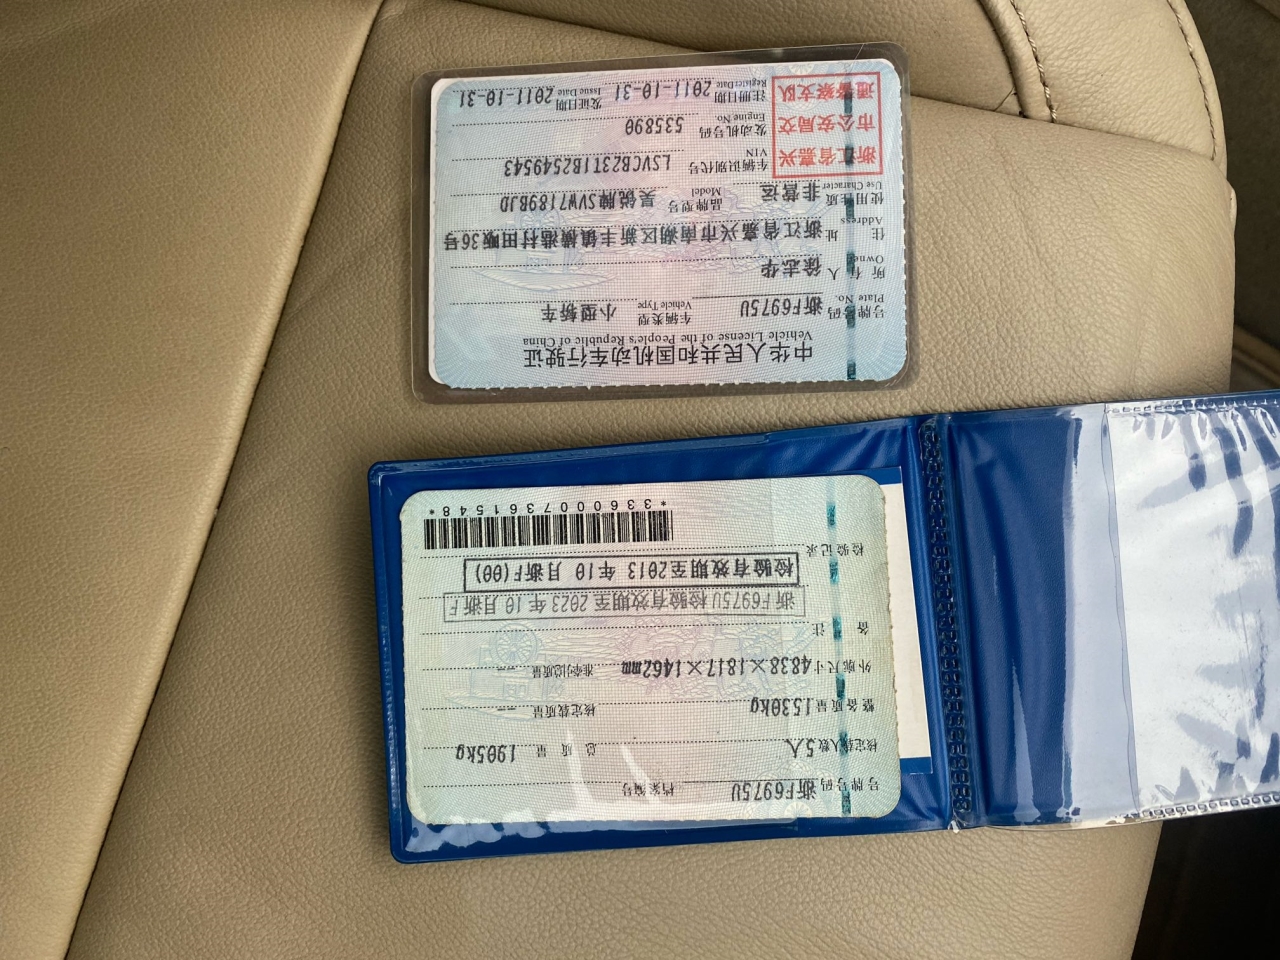 中华人民共和国机动车行驶证
Vehicle License of the People's Republic of China
号牌号码 浙F6975U 车辆类型 小型轿车
Plate No. Vehicle Type
所有人 徐志华
Owner
住址 浙江省嘉兴市南湖区新丰镇横港村田畈36号
Address
使用性质 非营运 品牌型号 昊锐牌SVW7189BJD
Use Character Model
浙江省嘉兴
市公安局交
通警察支队
车辆识别代号 LSVCB23T1B2549543
VIN
发动机号码 535890
Engine No.
注册日期 2011-10-31 发证日期 2011-10-31
Register Date Issue Date
号牌号码 浙F6975U 档案编号
核定载人数 5人 总质量 1905kg
整备质量 1530kg 核定载质量 --
外廓尺寸 4838×1817×1462mm 准牵引总质量 --
备注
浙F6975U 检验有效期至2023年10月浙F
检验有效期至2013年10月浙F(00)
检验记录
*3360007361548*